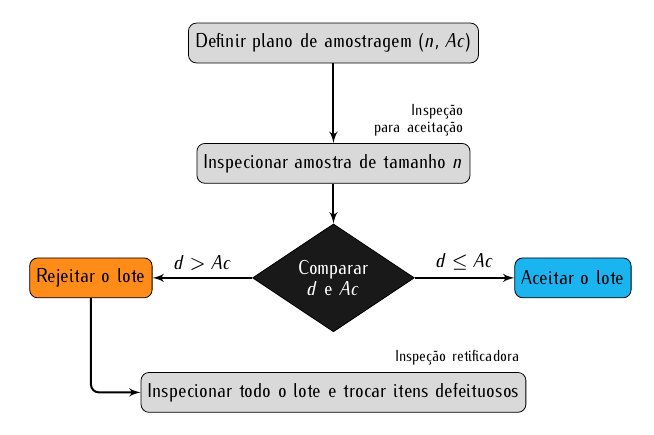 Definir plano de amostragem (n, Ac)
Inspeção
para aceitação
Inspecionar amostra de tamanho n
Comparar
d e Ac
d > Ac
d ≤ Ac
Rejeitar o lote
Aceitar o lote
Inspeção retificadora
Inspecionar todo o lote e trocar itens defeituosos